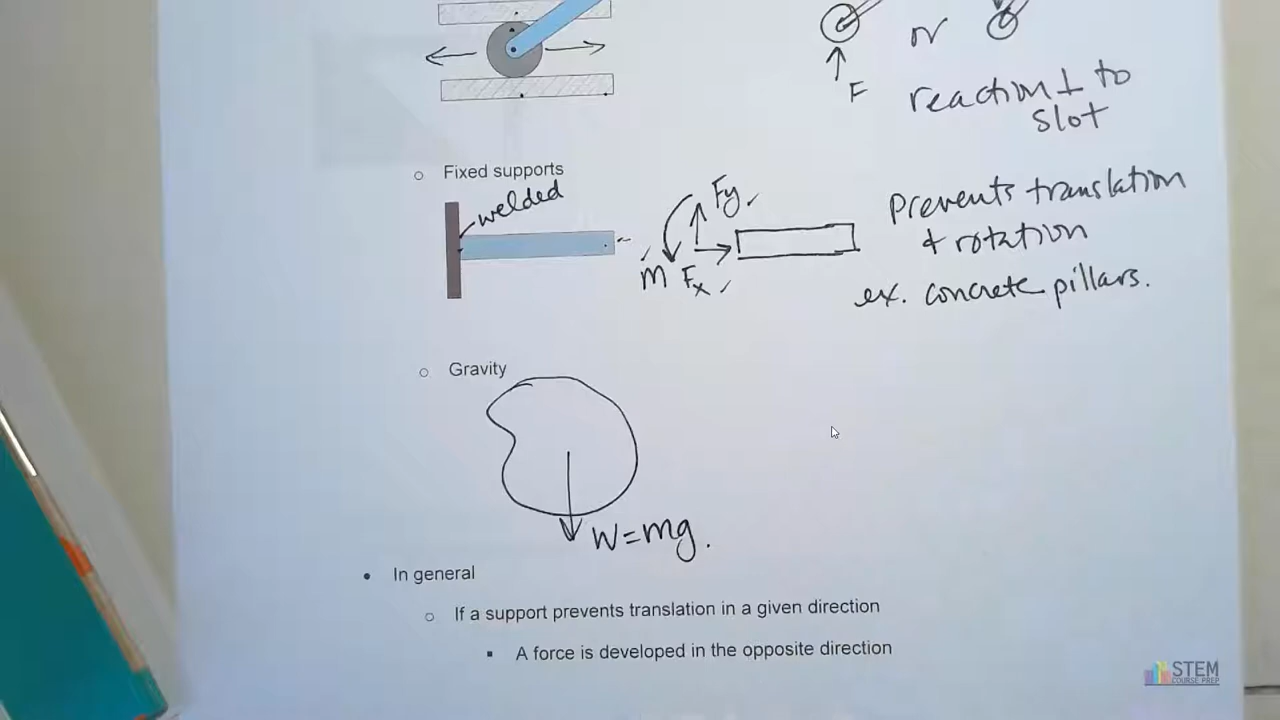 or
F
reaction ⊥ to
slot
Fixed supports
welded
Fy
M Fx
Prevents translation
& rotation
ex. concrete pillars.
Gravity
W=mg.
In general
If a support prevents translation in a given direction
A force is developed in the opposite direction
STEM
COURSE PREP